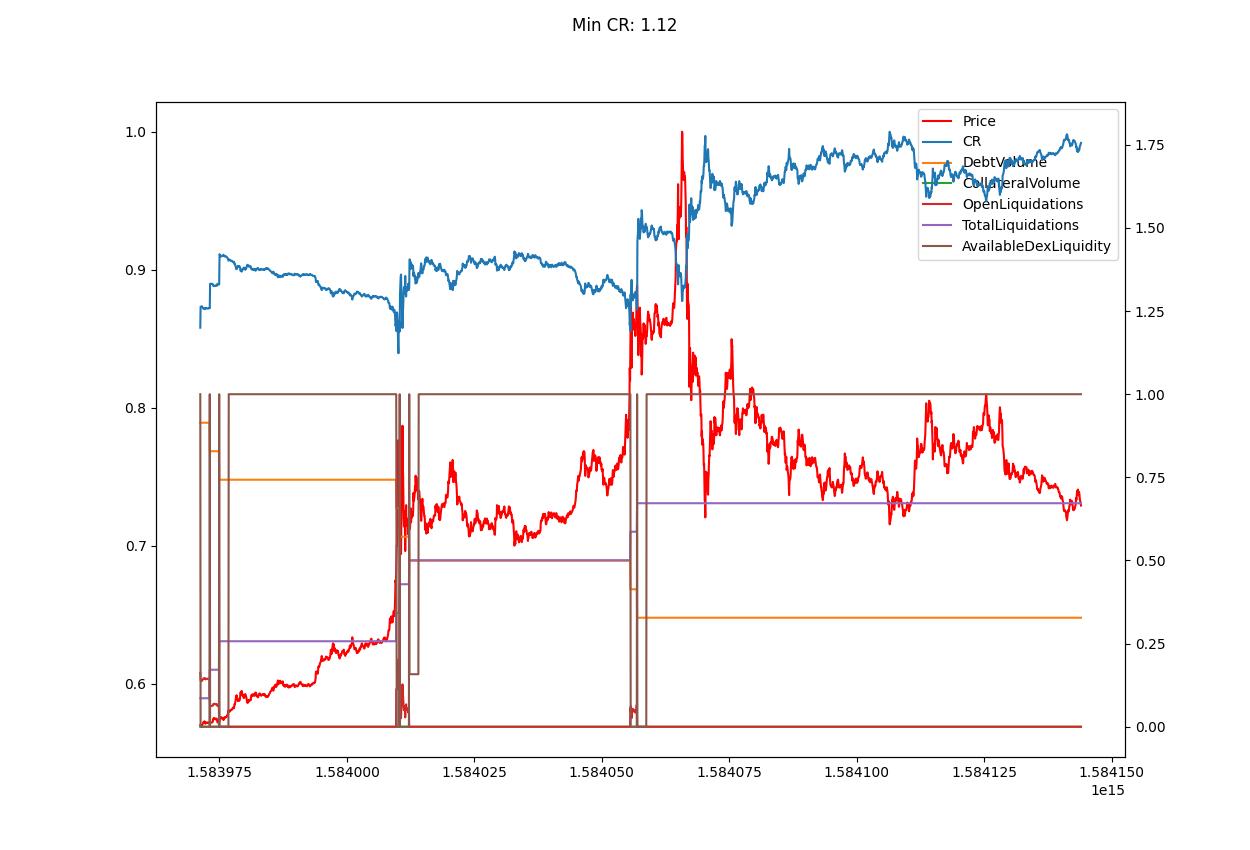 Min CR: 1.12
1.0
0.9
0.8
0.7
0.6
1.75
1.50
1.25
1.00
0.75
0.50
0.25
0.00
Price
CR
DebtVolume
CollateralVolume
OpenLiquidations
TotalLiquidations
AvailableDexLiquidity
1.583975 1.584000 1.584025 1.584050 1.584075 1.584100 1.584125 1.584150
1e15